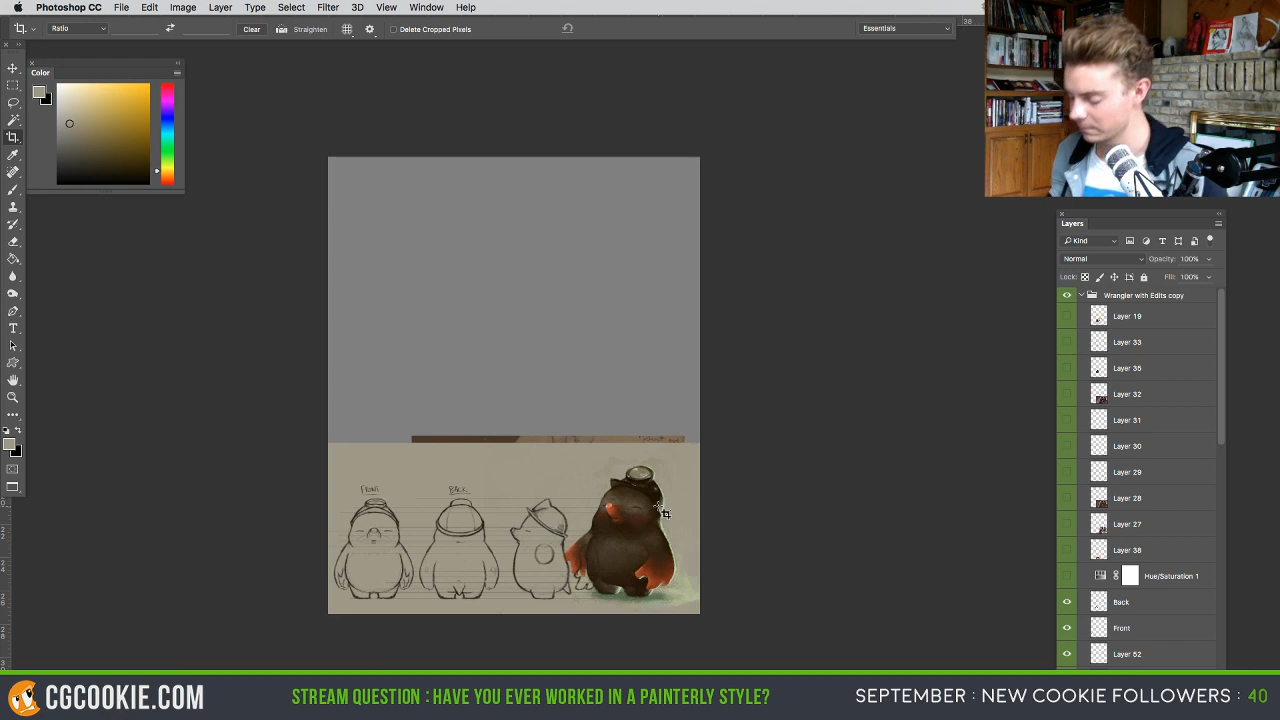 Photoshop CC File Edit Image Layer Type Select Filter 3D View Window Help
Ratio Clear Straighten Delete Cropped Pixels Essentials
38
Color
Layers
Kind
Normal Opacity: 100%
Lock: Fill: 100%
Wrangler with Edits copy
Layer 19
Layer 33
Layer 35
Layer 32
Layer 31
Layer 30
Layer 29
Layer 28
Layer 27
Layer 38
Hue/Saturation 1
Back
Front
Layer 52
FRONT BACK
CGCOOKIE.COM STREAM QUESTION : HAVE YOU EVER WORKED IN A PAINTERLY STYLE? SEPTEMBER : NEW COOKIE FOLLOWERS : 40